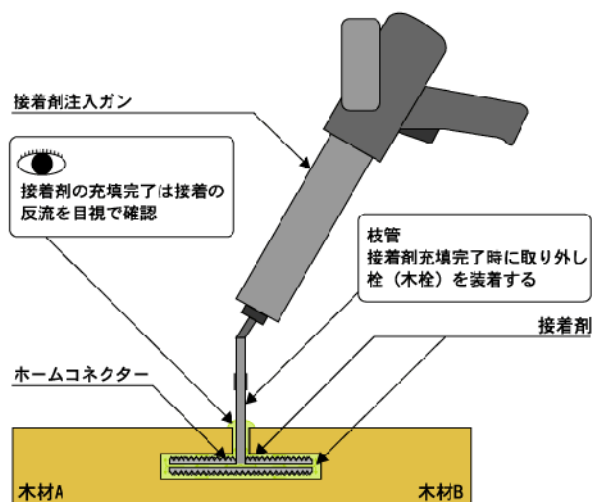 接着剤注入ガン
接着剤の充填完了は接着の
反流を目視で確認
枝管
接着剤充填完了時に取り外し
栓（木栓）を装着する
接着剤
ホームコネクター
木材A
木材B